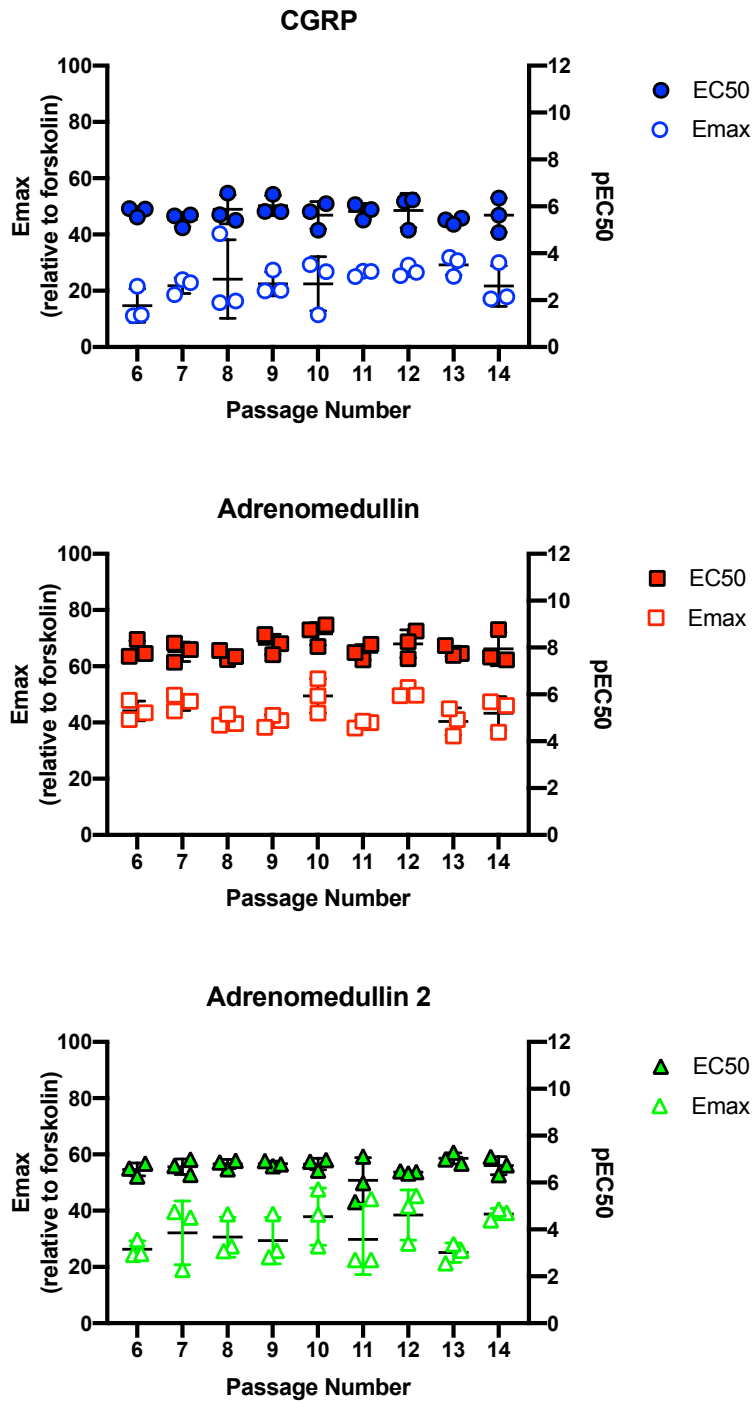 CGRP
100
80
60
40
20
0
Emax
(relative to forskolin)
12
10
8
6
4
2
0
pEC50
6 7 8 9 10 11 12 13 14
Passage Number
EC50
Emax
Adrenomedullin
100
80
60
40
20
0
Emax
(relative to forskolin)
12
10
8
6
4
2
0
pEC50
6 7 8 9 10 11 12 13 14
Passage Number
EC50
Emax
Adrenomedullin 2
100
80
60
40
20
0
Emax
(relative to forskolin)
12
10
8
6
4
2
0
pEC50
6 7 8 9 10 11 12 13 14
Passage Number
EC50
Emax